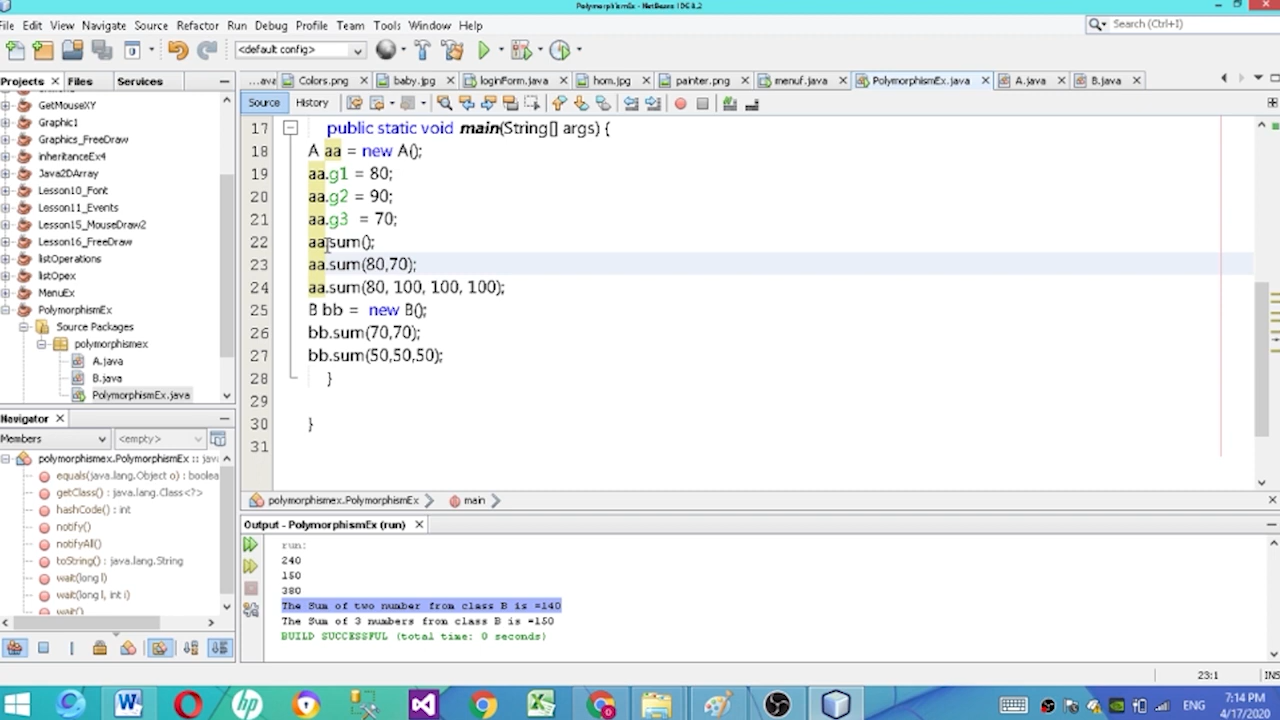 PolymorphismEx - NetBeans IDE 8.2
File Edit View Navigate Source Refactor Run Debug Profile Team Tools Window Help
Search (Ctrl+I)
<default config>
Projects Files Services
...ava Colors.png baby.jpg loginForm.java hom.jpg painter.png menuf.java PolymorphismEx.java A.java B.java
Source History
GetMouseXY
Graphic1
Graphics_FreeDraw
inheritanceEx4
Java2DArray
Lesson10_Font
Lesson11_Events
Lesson15_MouseDraw2
Lesson16_FreeDraw
listOperations
listOpex
MenuEx
PolymorphismEx
Source Packages
polymorphismex
A.java
B.java
PolymorphismEx.java
17 public static void main(String[] args) {
18 A aa = new A();
19 aa.g1 = 80;
20 aa.g2 = 90;
21 aa.g3 = 70;
22 aa.sum();
23 aa.sum(80,70);
24 aa.sum(80, 100, 100, 100);
25 B bb = new B();
26 bb.sum(70,70);
27 bb.sum(50,50,50);
28 }
29
30 }
31
Navigator
Members <empty>
polymorphismex.PolymorphismEx :: java
equals(java.lang.Object o) : boolea
getClass() : java.lang.Class<?>
hashCode() : int
notify()
notifyAll()
toString() : java.lang.String
wait(long l)
wait(long l, int i)
wait()
polymorphismex.PolymorphismEx main
Output - PolymorphismEx (run)
run:
240
150
380
The Sum of two number from class B is =140
The Sum of 3 numbers from class B is =150
BUILD SUCCESSFUL (total time: 0 seconds)
23:1 INS
ENG
7:14 PM
4/17/2020